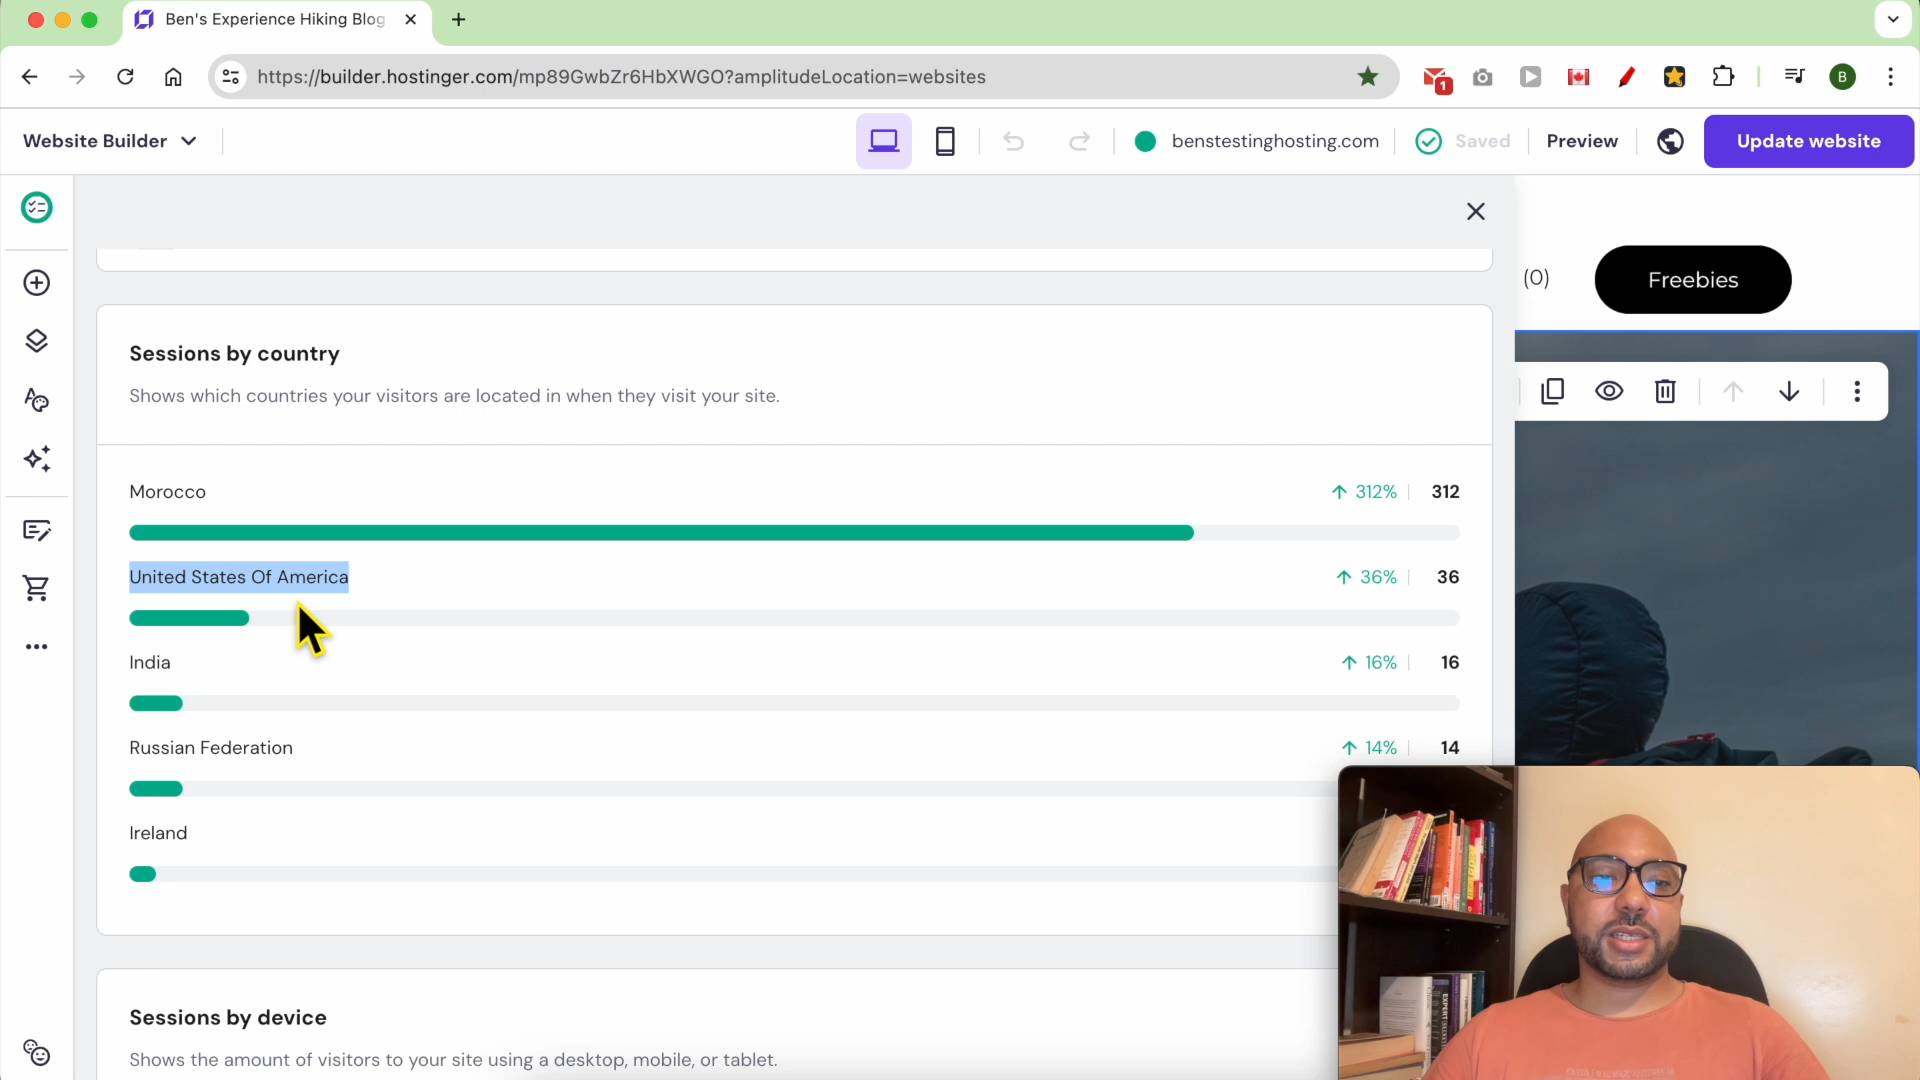 Ben's Experience Hiking Blog
https://builder.hostinger.com/mp89GwbZr6HbXWGO?amplitudeLocation=websites
1
B
Website Builder
benstestinghosting.com
Saved
Preview
Update website
(0)
Freebies
Sessions by country
Shows which countries your visitors are located in when they visit your site.
Morocco
312% 312
United States Of America
36% 36
India
16% 16
Russian Federation
14% 14
Ireland
Sessions by device
Shows the amount of visitors to your site using a desktop, mobile, or tablet.